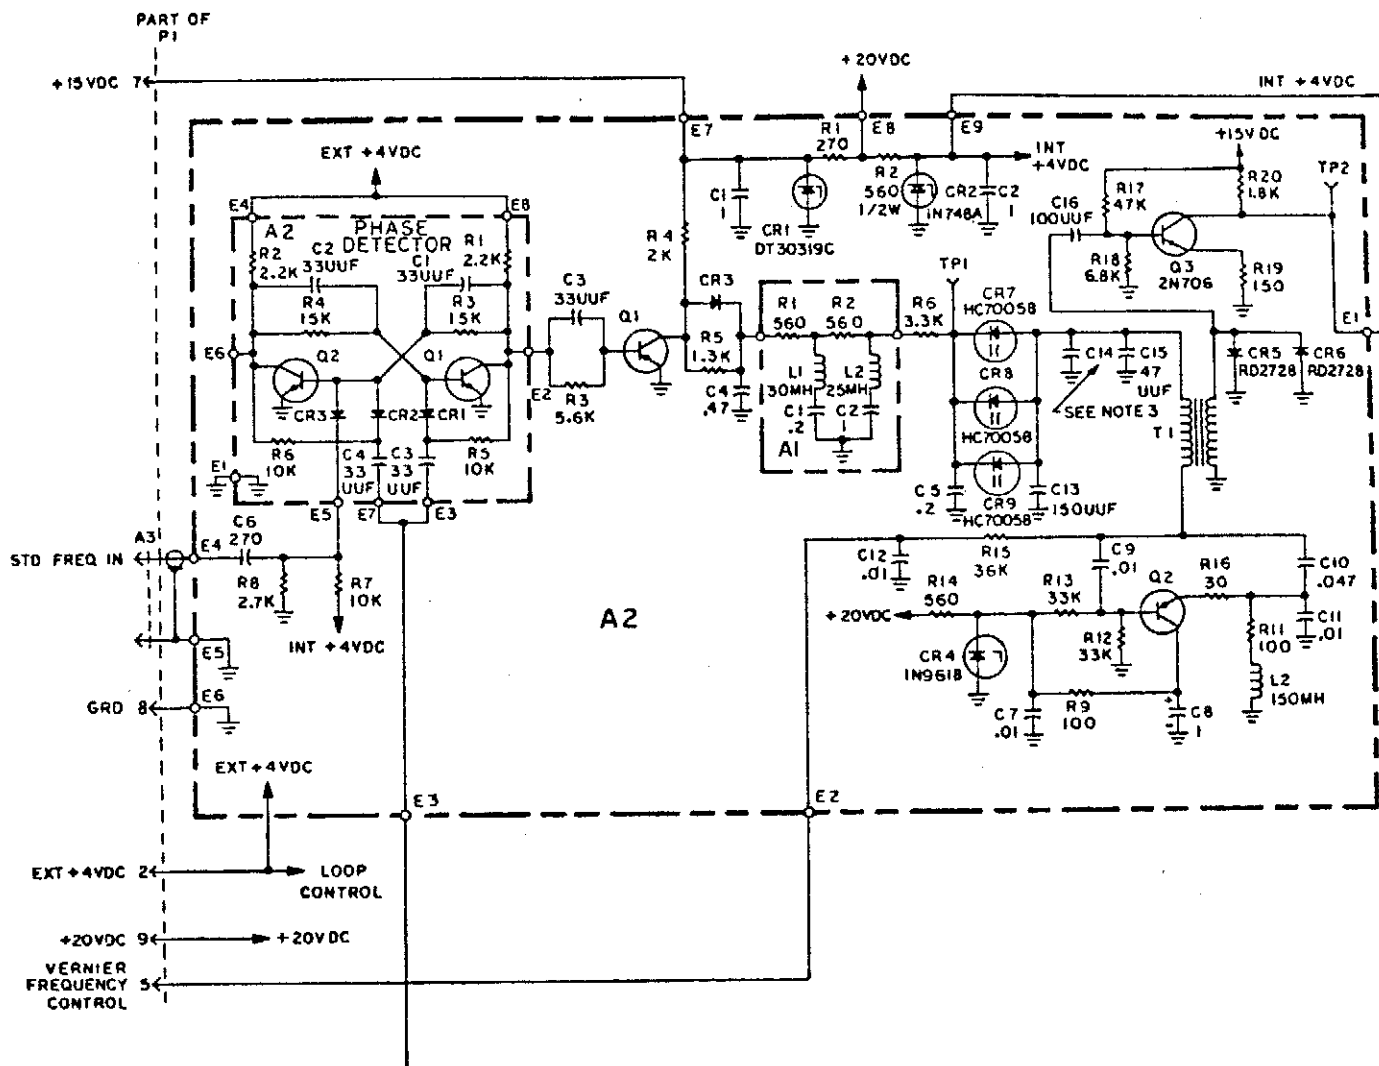 PART OF
P1
+15VDC 7
+20VDC
INT +4VDC
E7
R1
270
E8
E9
+15VDC
EXT +4VDC
INT
+4VDC
TP2
E4
E8
C1
1
R2
560
1/2W
CR2
1N748A
C2
1
R17
47K
R20
1.8K
C16
100UUF
A2 PHASE
DETECTOR
CR1
DT30319C
R4
2K
R2
2.2K
C2
33UUF
C1
33UUF
R1
2.2K
R18
6.8K
Q3
2N706
R19
150
TP1
R4
15K
R3
15K
C3
33UUF
Q1
CR3
R1
560
R2
560
R6
3.3K
CR7
HC7005B
E1
E6
Q2
Q1
R5
1.3K
L1
30MH
L2
25MH
CR8
C14
C15
47
UUF
CR5
RD2728
CR6
RD2728
E2
R3
5.6K
C4
.47
C1
.2
C2
1
SEE NOTE 3
CR3
CR2
CR1
HC7005B
T1
A1
R6
10K
C4
33
UUF
C3
33
UUF
R5
10K
E1
C5
.2
CR9
HC7005B
C13
150UUF
E5
E7
E3
A3
C6
270
STD FREQ IN
E4
C12
.01
R15
36K
C9
.01
Q2
R16
30
C10
.047
R8
2.7K
R7
10K
R14
560
R13
33K
A2
+20VDC
C11
.01
INT +4VDC
R12
33K
R11
100
E5
CR4
1N961B
L2
150MH
E6
GRD 8
C7
.01
R9
100
+
-
C8
1
EXT+4VDC
E3
E2
EXT+4VDC 2
LOOP
CONTROL
+20VDC 9
+20VDC
VERNIER
FREQUENCY
CONTROL
5